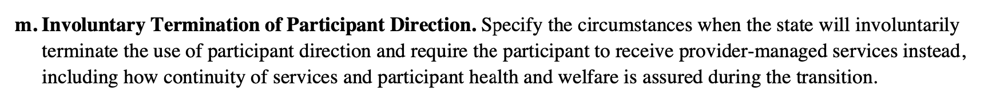 m. Involuntary Termination of Participant Direction. Specify the circumstances when the state will involuntarily
terminate the use of participant direction and require the participant to receive provider-managed services instead,
including how continuity of services and participant health and welfare is assured during the transition.